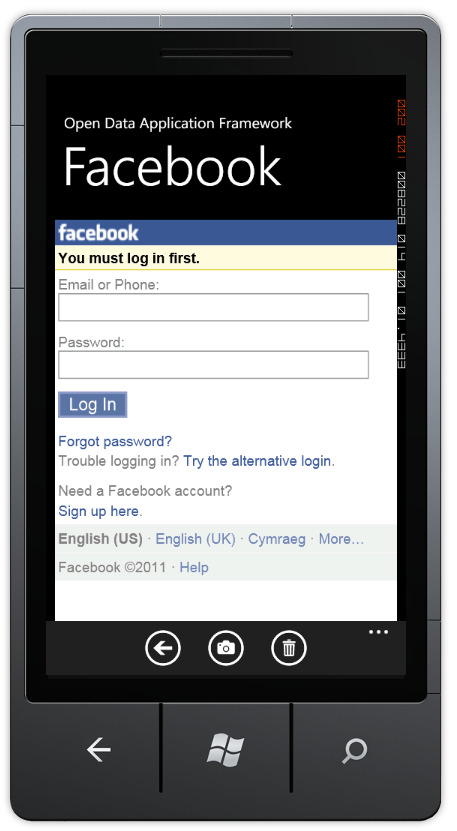 Open Data Application Framework
Facebook
facebook
You must log in first.
Email or Phone:
Password:
Log In
Forgot password?
Trouble logging in? Try the alternative login.
Need a Facebook account?
Sign up here.
English (US) · English (UK) · Cymraeg · More...
Facebook ©2011 · Help